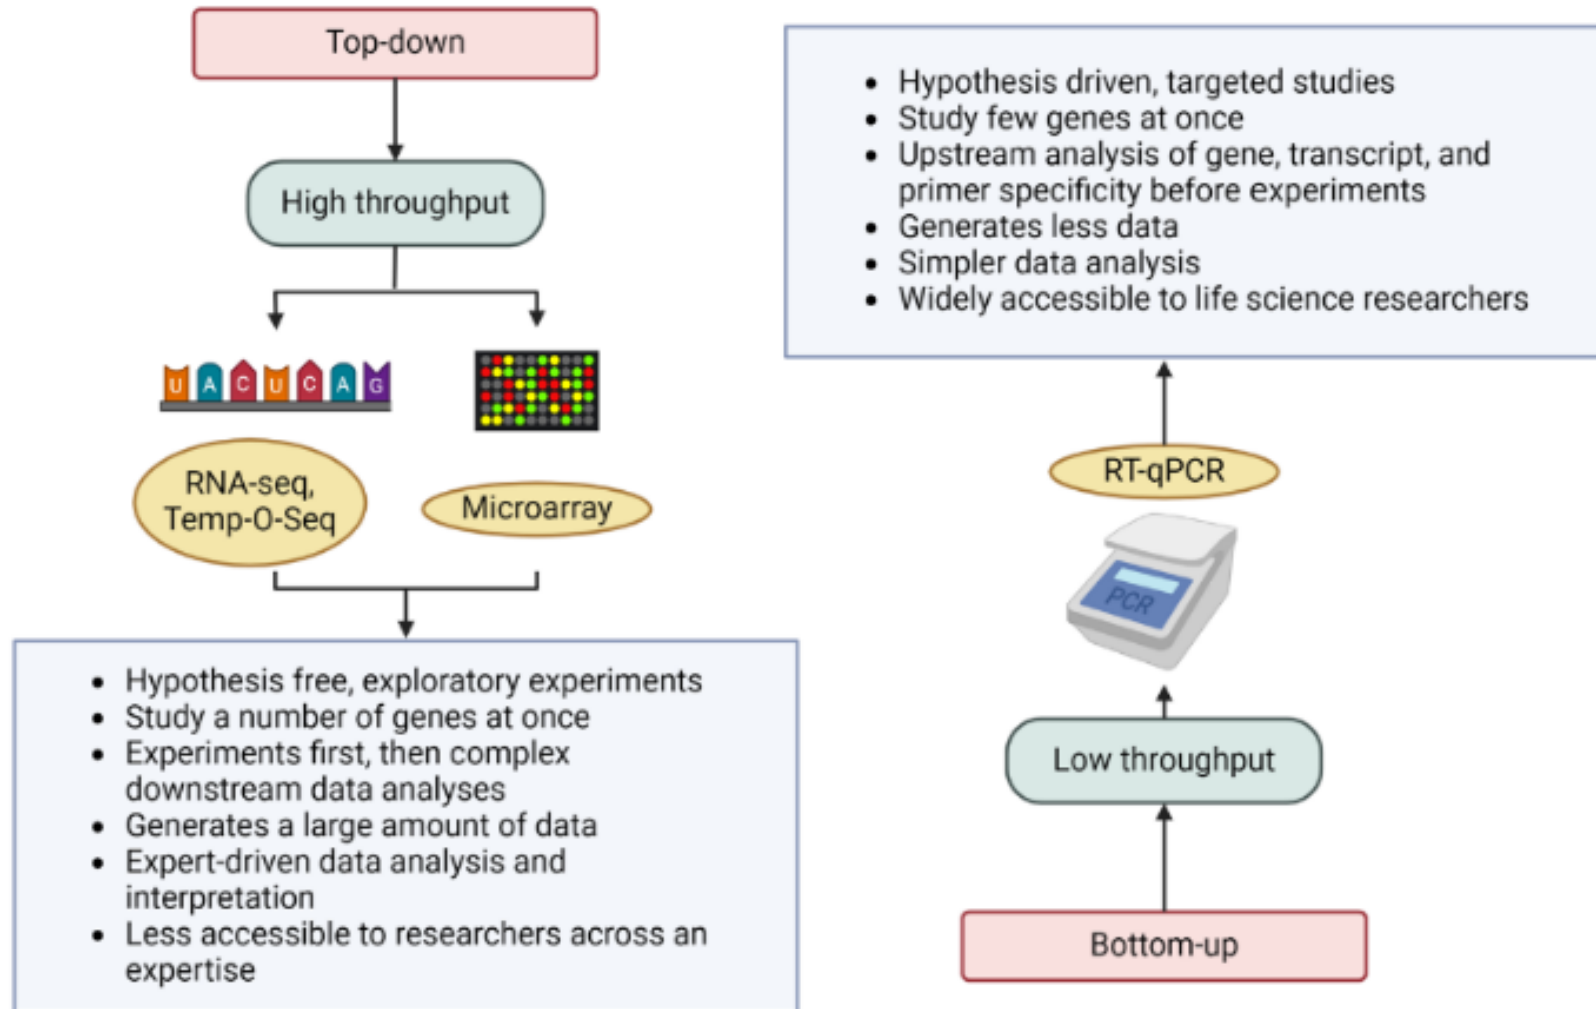 Top-down
High throughput
U A C U C A G
RNA-seq,
Temp-O-Seq
Microarray
• Hypothesis free, exploratory experiments
• Study a number of genes at once
• Experiments first, then complex
downstream data analyses
• Generates a large amount of data
• Expert-driven data analysis and
interpretation
• Less accessible to researchers across an
expertise
• Hypothesis driven, targeted studies
• Study few genes at once
• Upstream analysis of gene, transcript, and
primer specificity before experiments
• Generates less data
• Simpler data analysis
• Widely accessible to life science researchers
RT-qPCR
PCR
Low throughput
Bottom-up